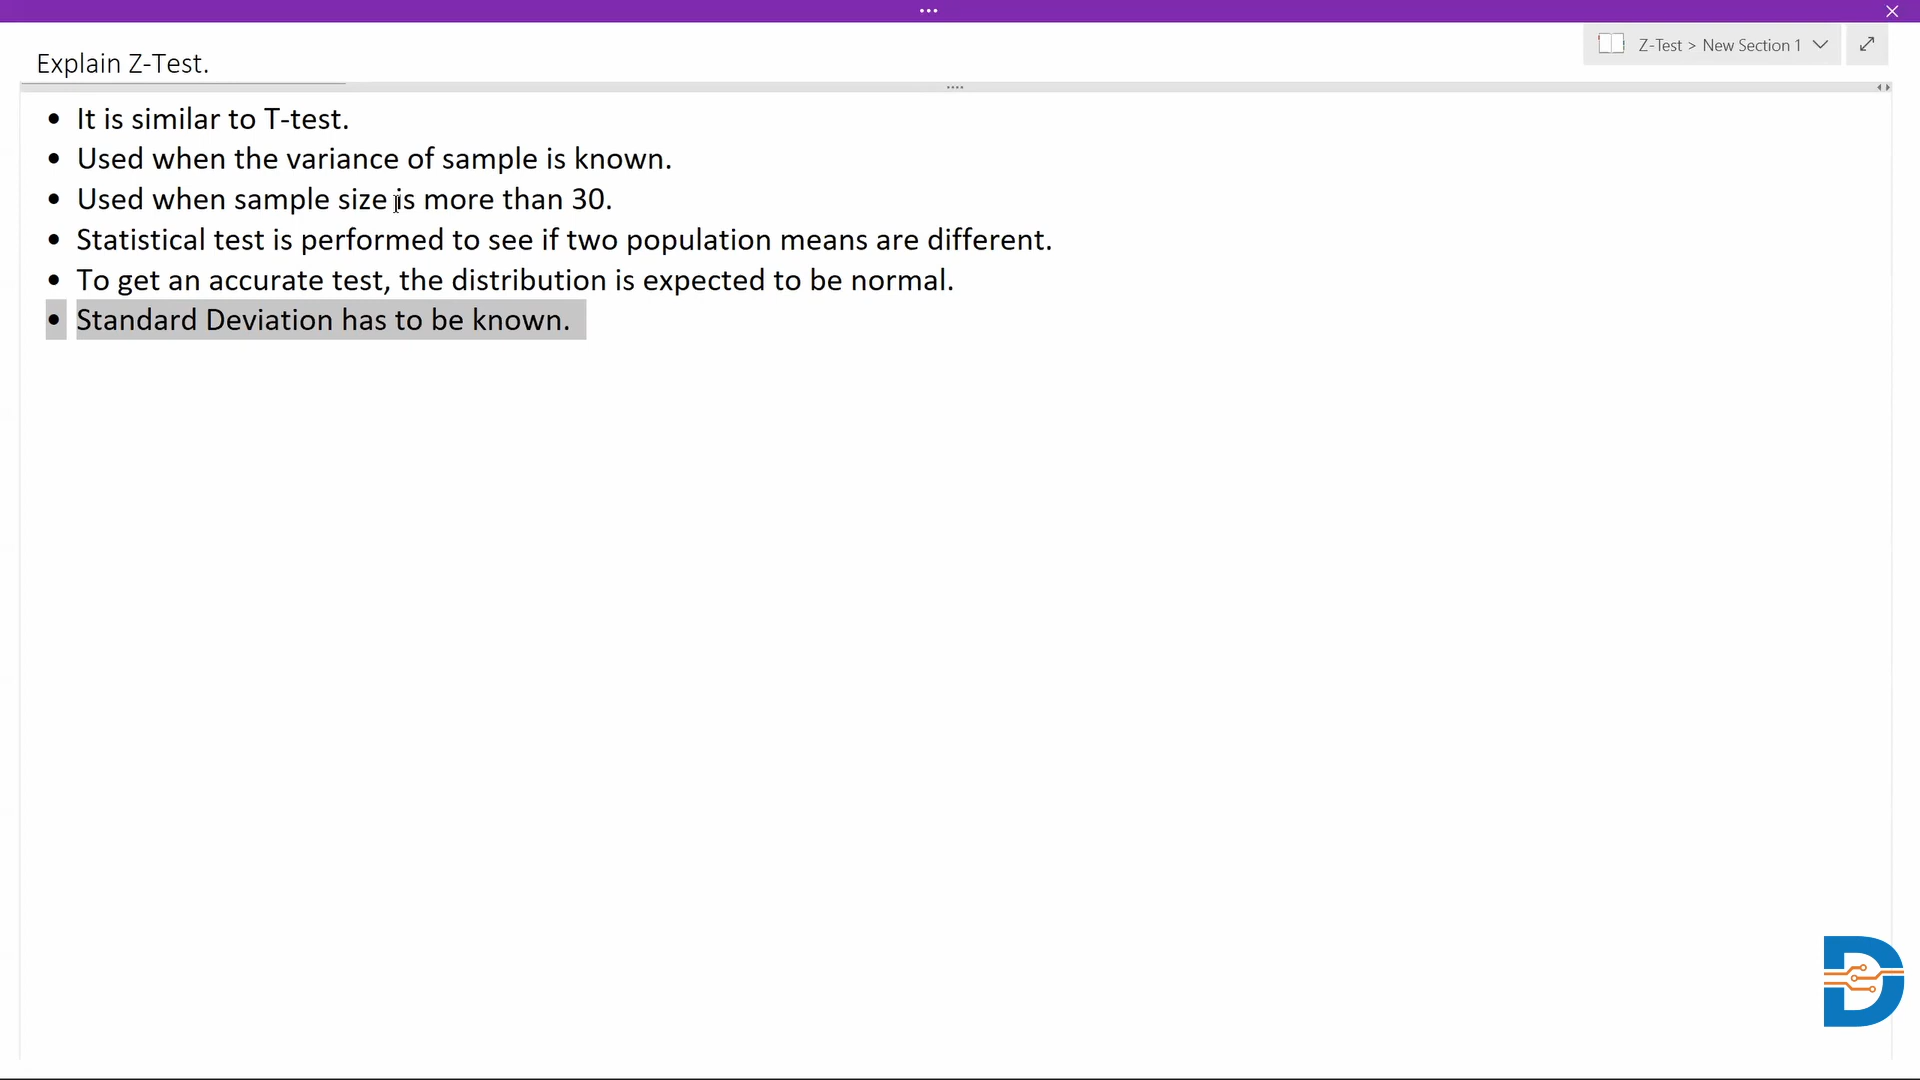 Explain Z-Test.
Z-Test > New Section 1
• It is similar to T-test.
• Used when the variance of sample is known.
• Used when sample size is more than 30.
• Statistical test is performed to see if two population means are different.
• To get an accurate test, the distribution is expected to be normal.
• Standard Deviation has to be known.